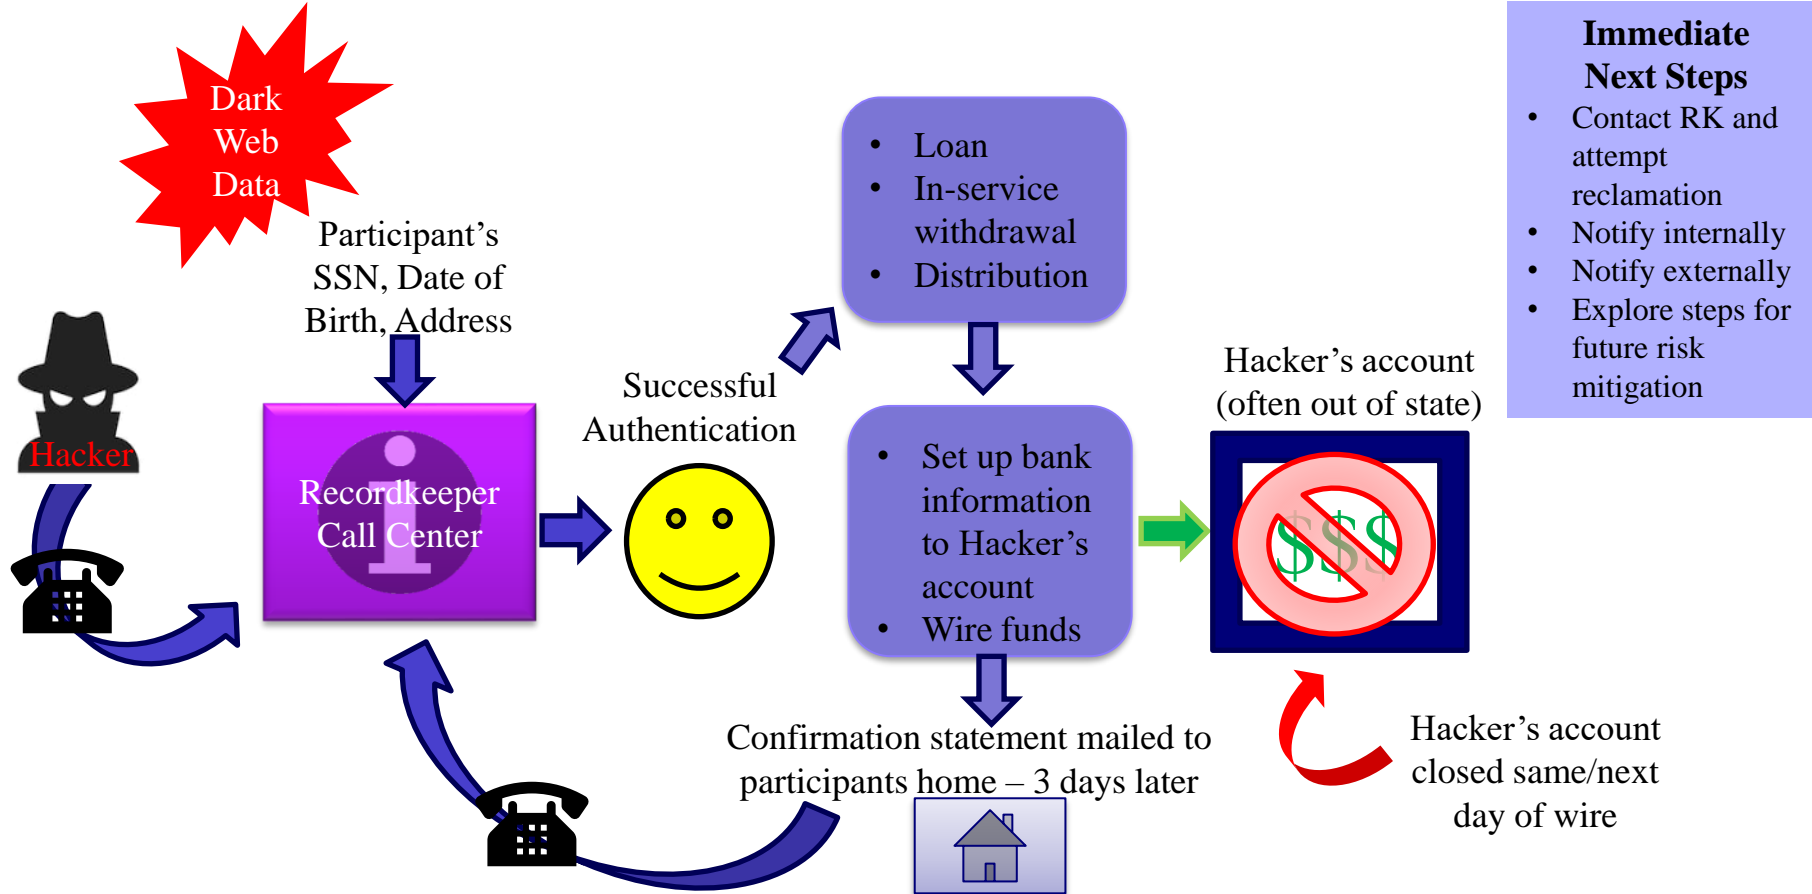 Dark
Web
Data
Participant’s
SSN, Date of
Birth, Address
Hacker
Recordkeeper
Call Center
Successful
Authentication
• Loan
• In-service
withdrawal
• Distribution
• Set up bank
information
to Hacker’s
account
• Wire funds
Confirmation statement mailed to
participants home – 3 days later
Hacker’s account
(often out of state)
$$$
Hacker’s account
closed same/next
day of wire
Immediate
Next Steps
• Contact RK and
attempt
reclamation
• Notify internally
• Notify externally
• Explore steps for
future risk
mitigation